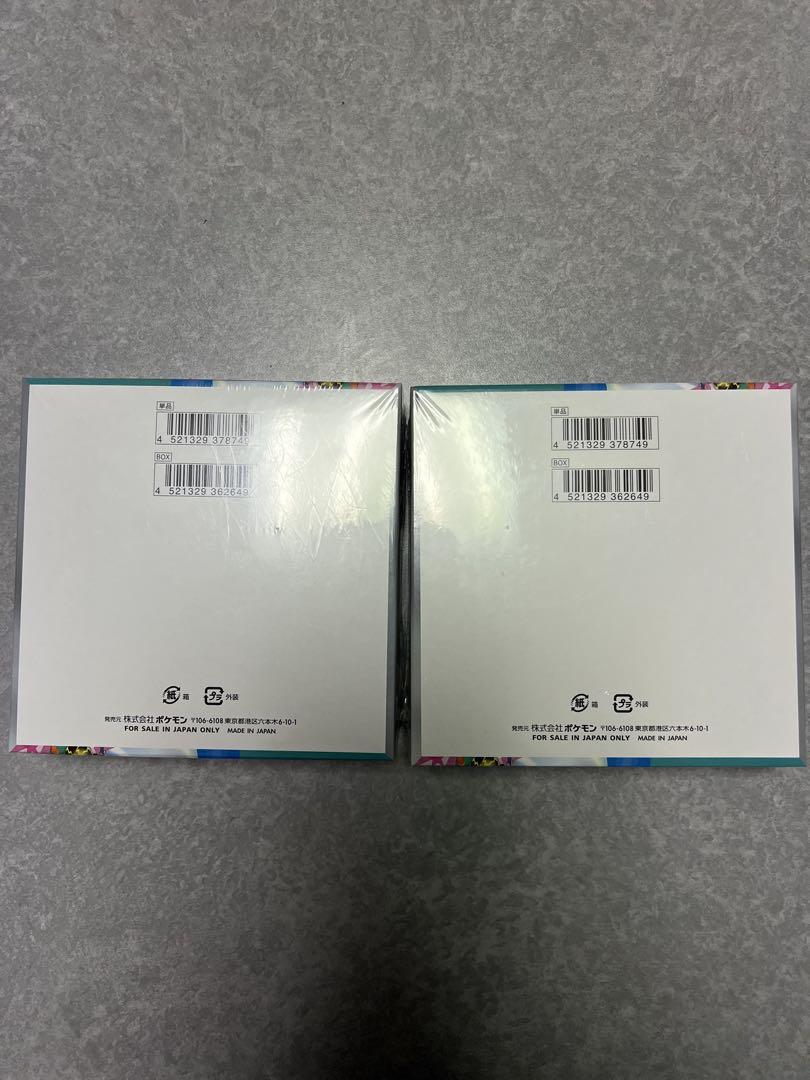 単品
4 521329 378749
BOX
4 521329 362649
紙 箱 プラ 外装
発売元 株式会社ポケモン 〒106-6108 東京都港区六本木6-10-1
FOR SALE IN JAPAN ONLY MADE IN JAPAN
単品
4 521329 378749
BOX
4 521329 362649
紙 箱 プラ 外装
発売元 株式会社ポケモン 〒106-6108 東京都港区六本木6-10-1
FOR SALE IN JAPAN ONLY MADE IN JAPAN